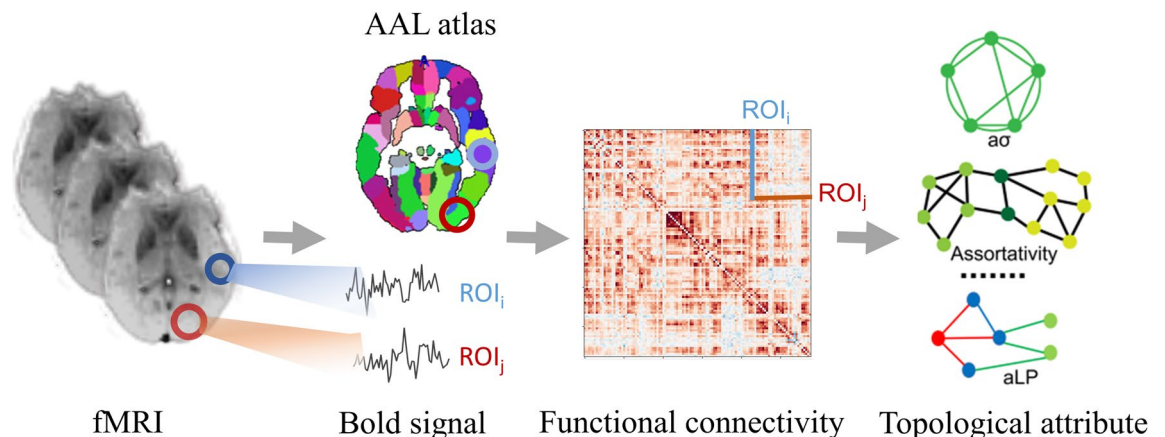 AAL atlas
ROIi
ROIj
ROIi
ROIj
aσ
Assortativity
aLP
fMRI
Bold signal
Functional connectivity
Topological attribute